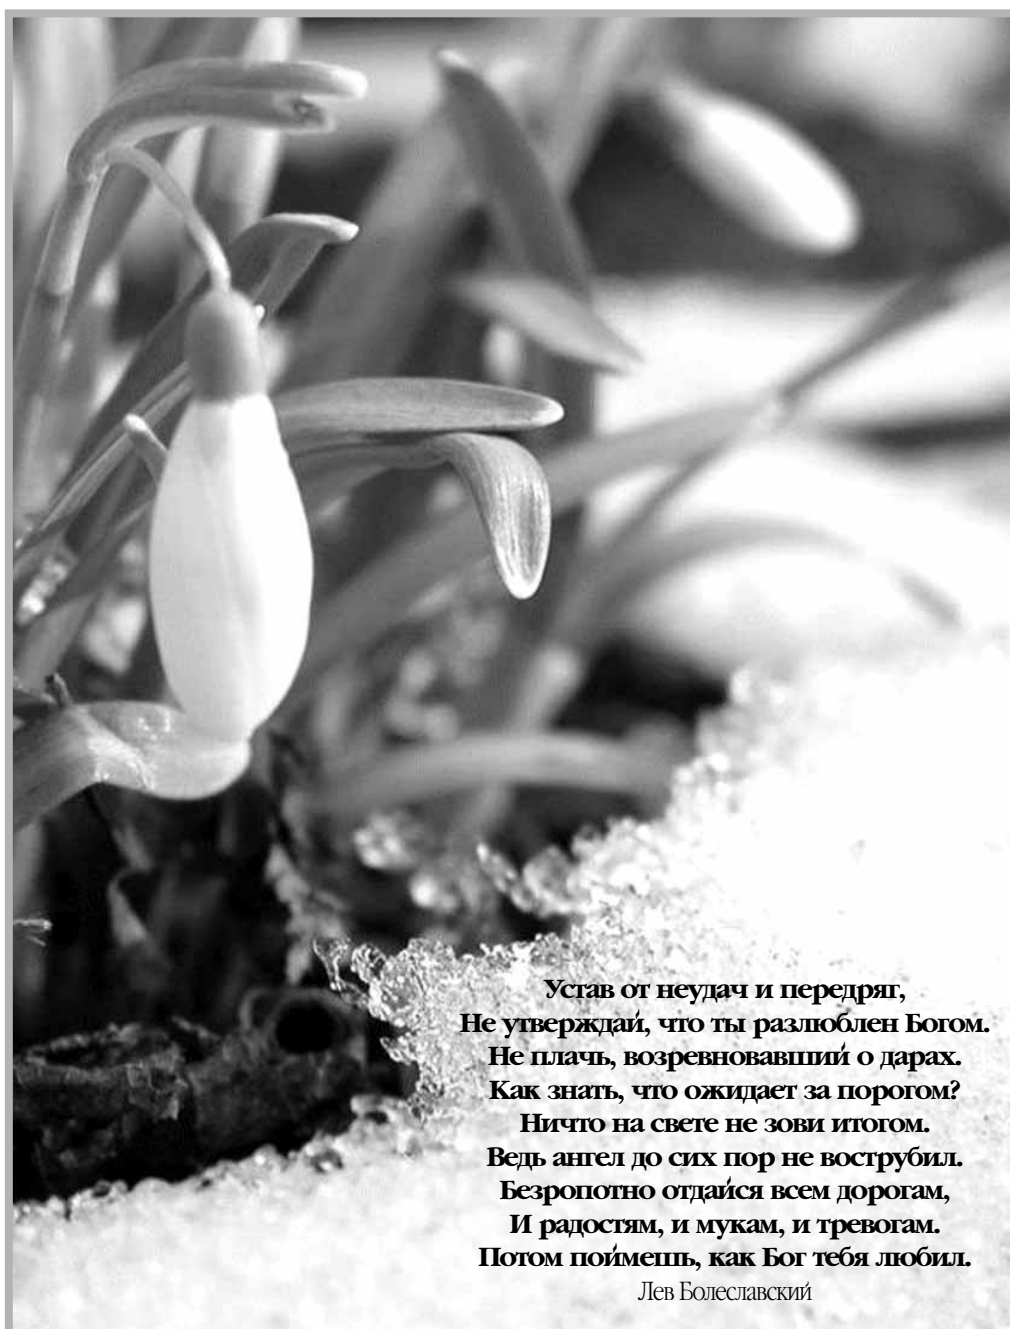 Устав от неудач и передряг,
Не утверждай, что ты разлюблен Богом.
Не плачь, возревновавший о дарах.
Как знать, что ожидает за порогом?
Ничто на свете не зови итогом.
Ведь ангел до сих пор не вострубил.
Безропотно отдайся всем дорогам,
И радостям, и мукам, и тревогам.
Потом поймешь, как Бог тебя любил.
Лев Болеславский